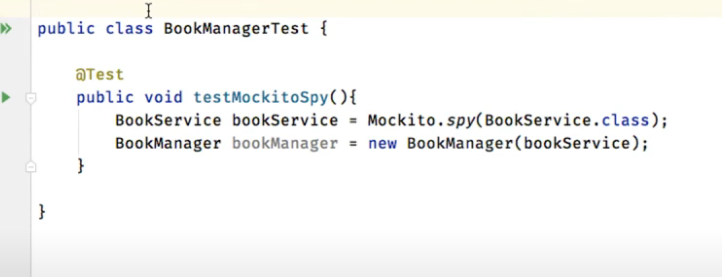 public class BookManagerTest {
@Test
public void testMockitoSpy(){
BookService bookService = Mockito.spy(BookService.class);
BookManager bookManager = new BookManager(bookService);
}
}